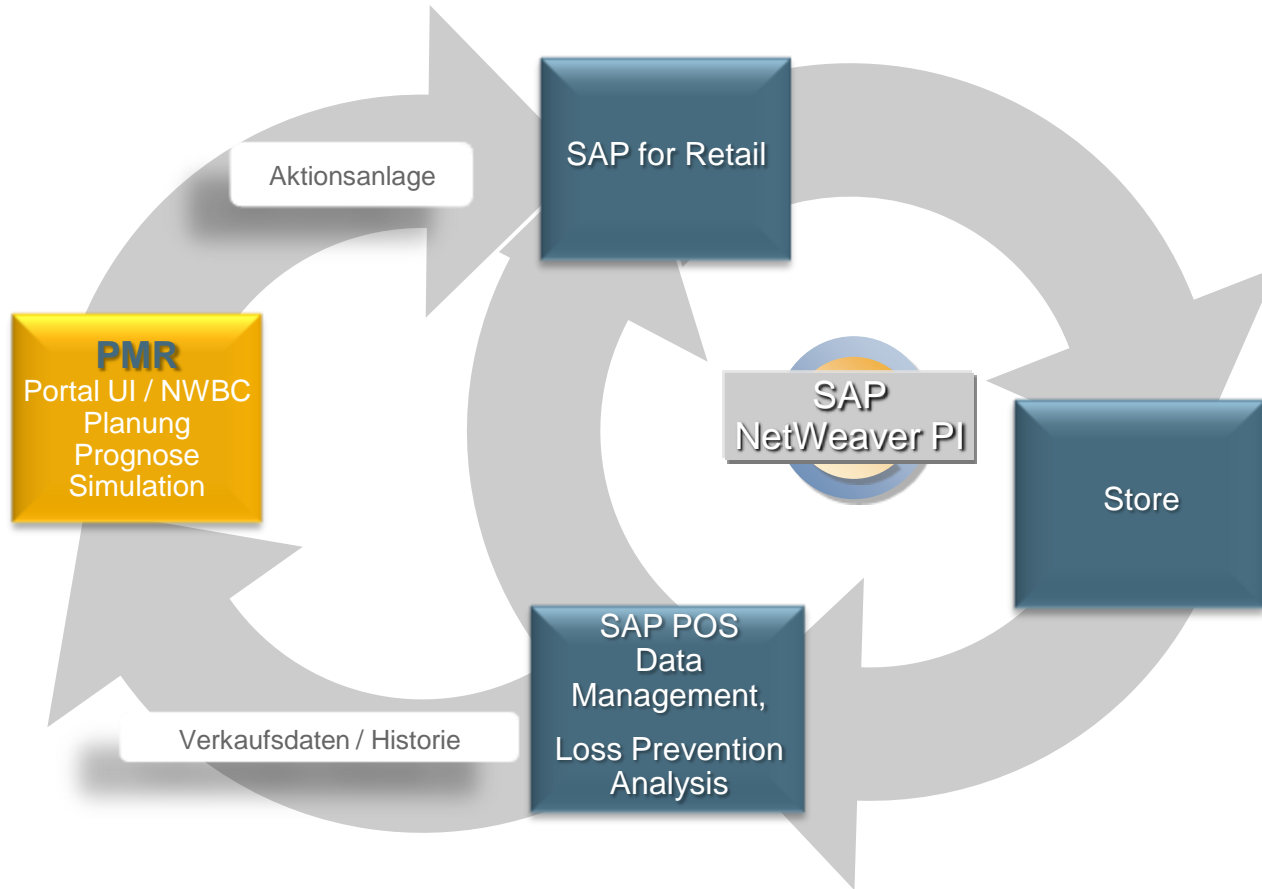 SAP for Retail
Aktionsanlage
PMR
Portal UI / NWBC
Planung
Prognose
Simulation
SAP
NetWeaver PI
Store
SAP POS
Data
Management,
Loss Prevention
Analysis
Verkaufsdaten / Historie